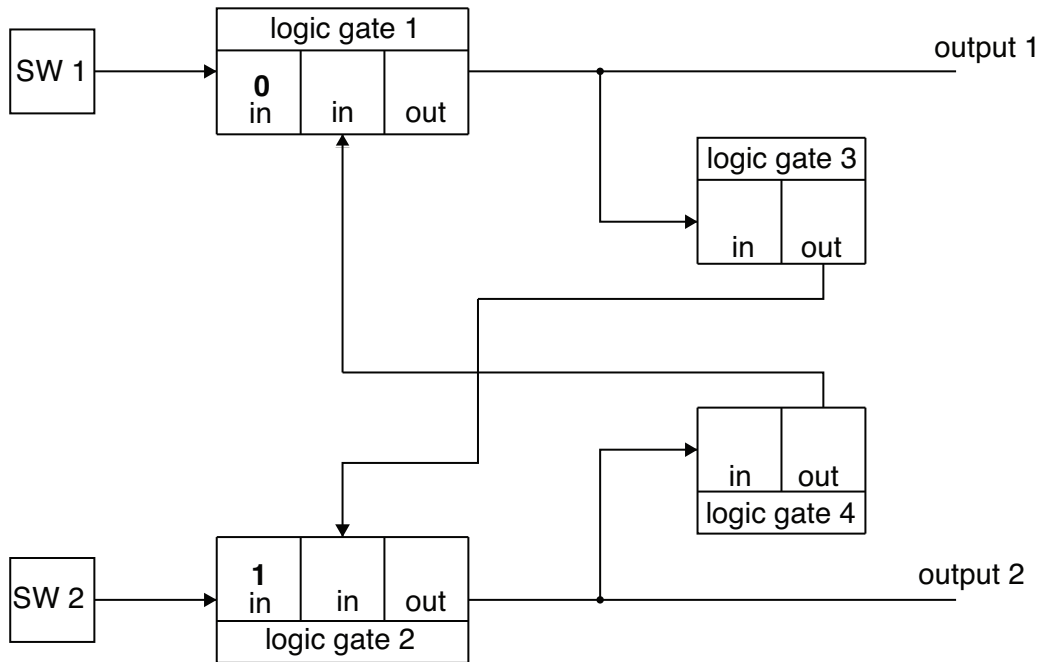 logic gate 1
output 1
SW 1
0
in in out
logic gate 3
in out
in out
logic gate 4
output 2
SW 2
1
in in out
logic gate 2